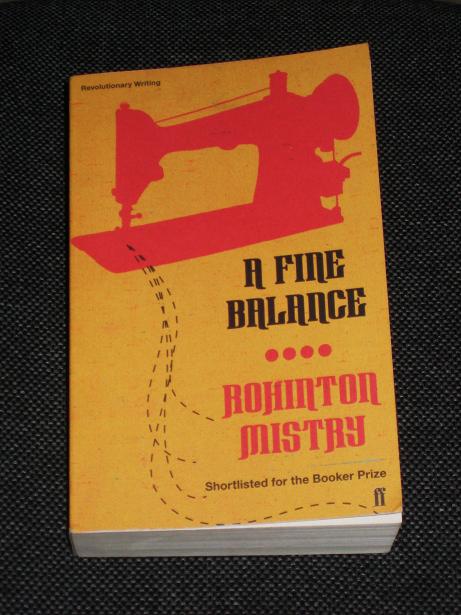 Revolutionary Writing
A FINE
BALANCE
ROHINTON
MISTRY
Shortlisted for the Booker Prize
ff